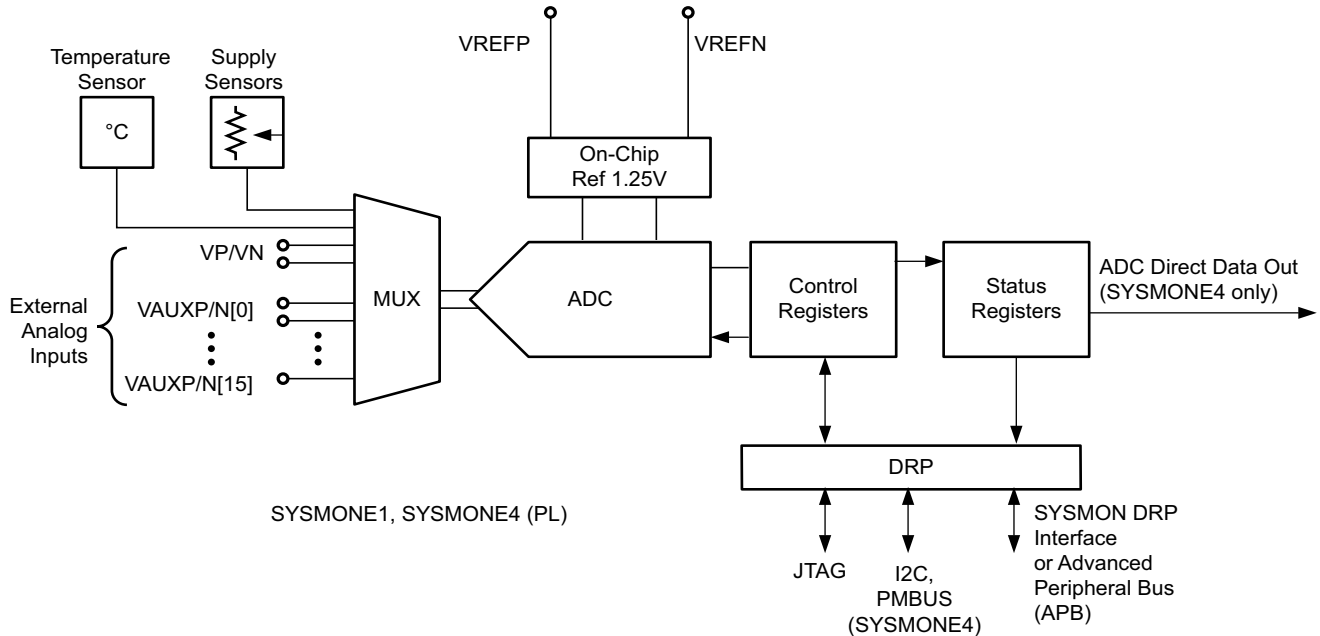 VREFP
VREFN
Temperature
Sensor
Supply
Sensors
°C
On-Chip
Ref 1.25V
VP/VN
External
Analog
Inputs
VAUXP/N[0]
VAUXP/N[15]
MUX
ADC
Control
Registers
Status
Registers
ADC Direct Data Out
(SYSMONE4 only)
DRP
SYSMONE1, SYSMONE4 (PL)
JTAG
I2C,
PMBUS
(SYSMONE4)
SYSMON DRP
Interface
or Advanced
Peripheral Bus
(APB)